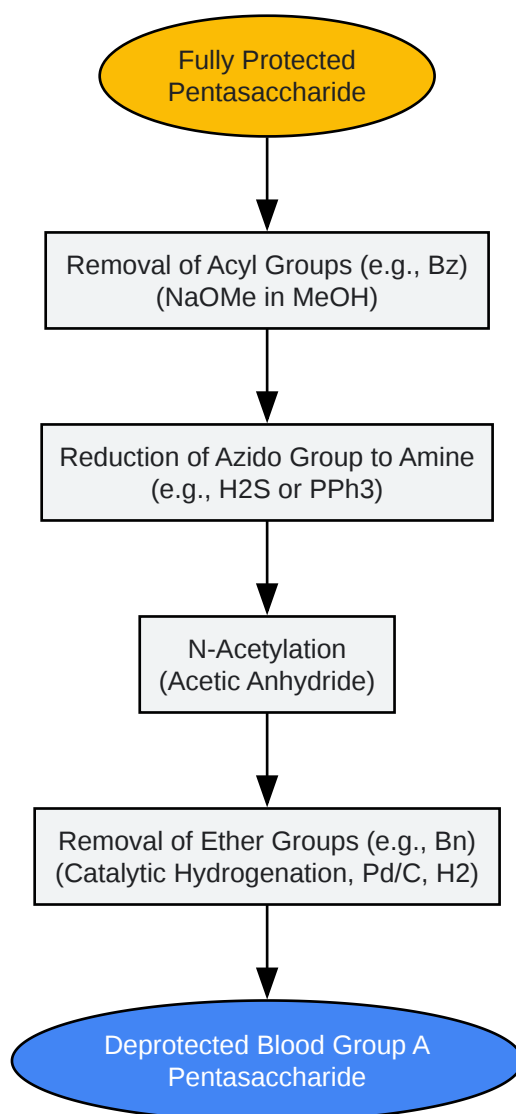 Fully Protected
Pentasaccharide
Removal of Acyl Groups (e.g., Bz)
(NaOMe in MeOH)
Reduction of Azido Group to Amine
(e.g., H2S or PPh3)
N-Acetylation
(Acetic Anhydride)
Removal of Ether Groups (e.g., Bn)
(Catalytic Hydrogenation, Pd/C, H2)
Deprotected Blood Group A
Pentasaccharide